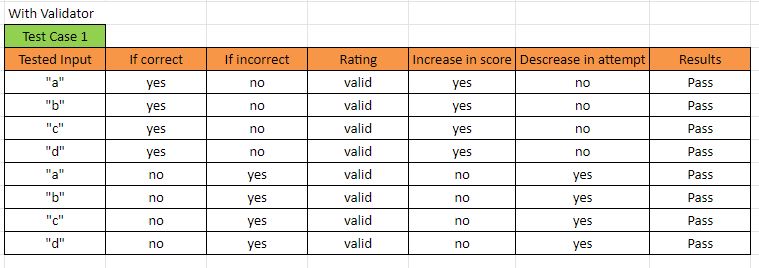 With Validator
Test Case 1
Tested Input If correct If incorrect Rating Increase in score Descrease in attempt Results
"a" yes no valid yes no Pass
"b" yes no valid yes no Pass
"c" yes no valid yes no Pass
"d" yes no valid yes no Pass
"a" no yes valid no yes Pass
"b" no yes valid no yes Pass
"c" no yes valid no yes Pass
"d" no yes valid no yes Pass